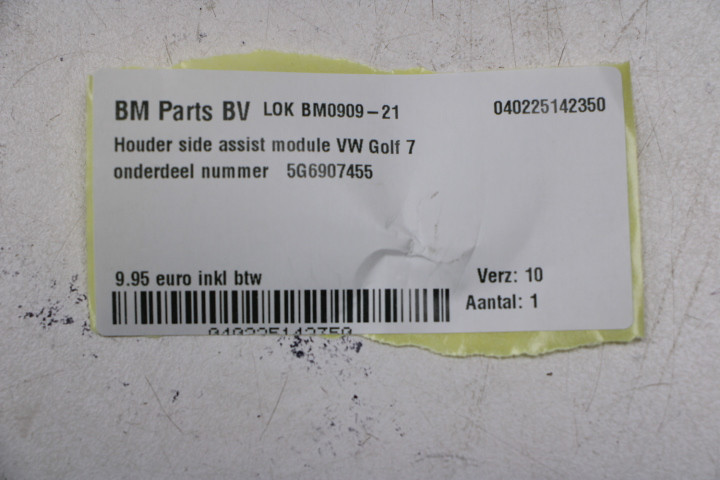 BM Parts BV LOK BM0909-21 040225142350
Houder side assist module VW Golf 7
onderdeel nummer 5G6907455
9.95 euro inkl btw Verz: 10
Aantal: 1
040225142350